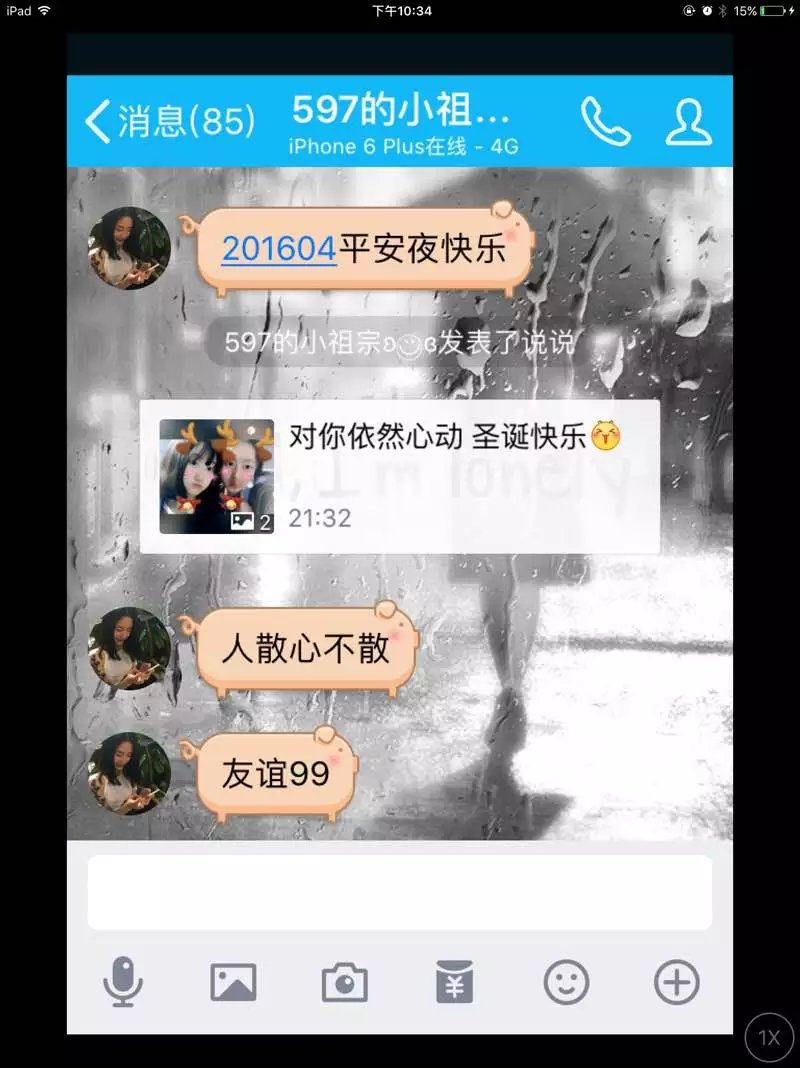 iPad 下午10:34 15%
消息(85) 597的小祖...
iPhone 6 Plus在线 - 4G
201604平安夜快乐
597的小祖宗ʚ㋛ɞ发表了说说
对你依然心动 圣诞快乐
2
21:32
人散心不散
友谊99
1X